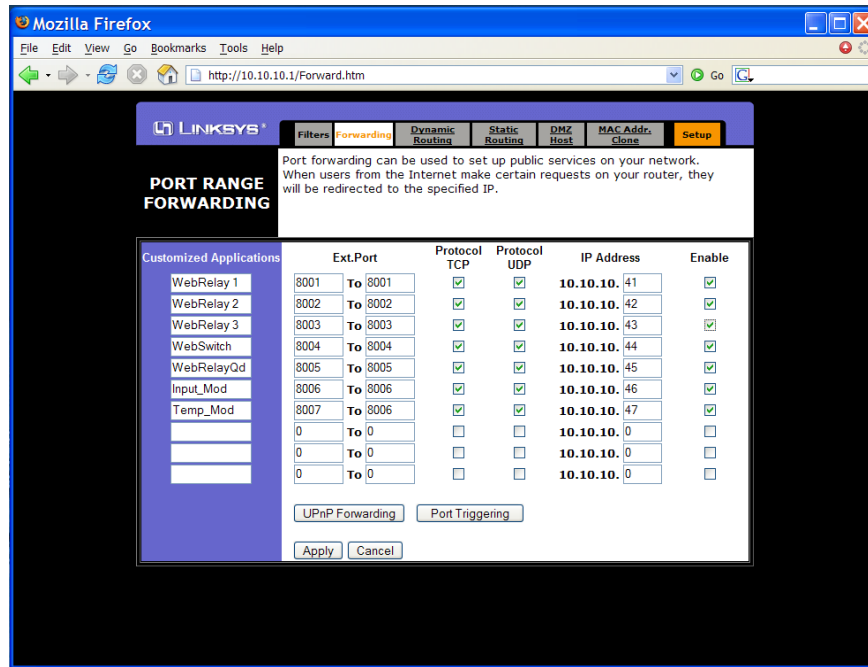 Mozilla Firefox
File Edit View Go Bookmarks Tools Help
http://10.10.10.1/Forward.htm Go G
LINKSYS® Filters Forwarding Dynamic Routing Static Routing DMZ Host MAC Addr. Clone Setup
PORT RANGE FORWARDING
Port forwarding can be used to set up public services on your network.
When users from the Internet make certain requests on your router, they
will be redirected to the specified IP.
Customized Applications Ext.Port Protocol TCP Protocol UDP IP Address Enable
WebRelay 1 8001 To 8001 10.10.10. 41
WebRelay 2 8002 To 8002 10.10.10. 42
WebRelay 3 8003 To 8003 10.10.10. 43
WebSwitch 8004 To 8004 10.10.10. 44
WebRelayQd 8005 To 8005 10.10.10. 45
Input_Mod 8006 To 8006 10.10.10. 46
Temp_Mod 8007 To 8006 10.10.10. 47
0 To 0 10.10.10. 0
0 To 0 10.10.10. 0
0 To 0 10.10.10. 0
UPnP Forwarding Port Triggering
Apply Cancel